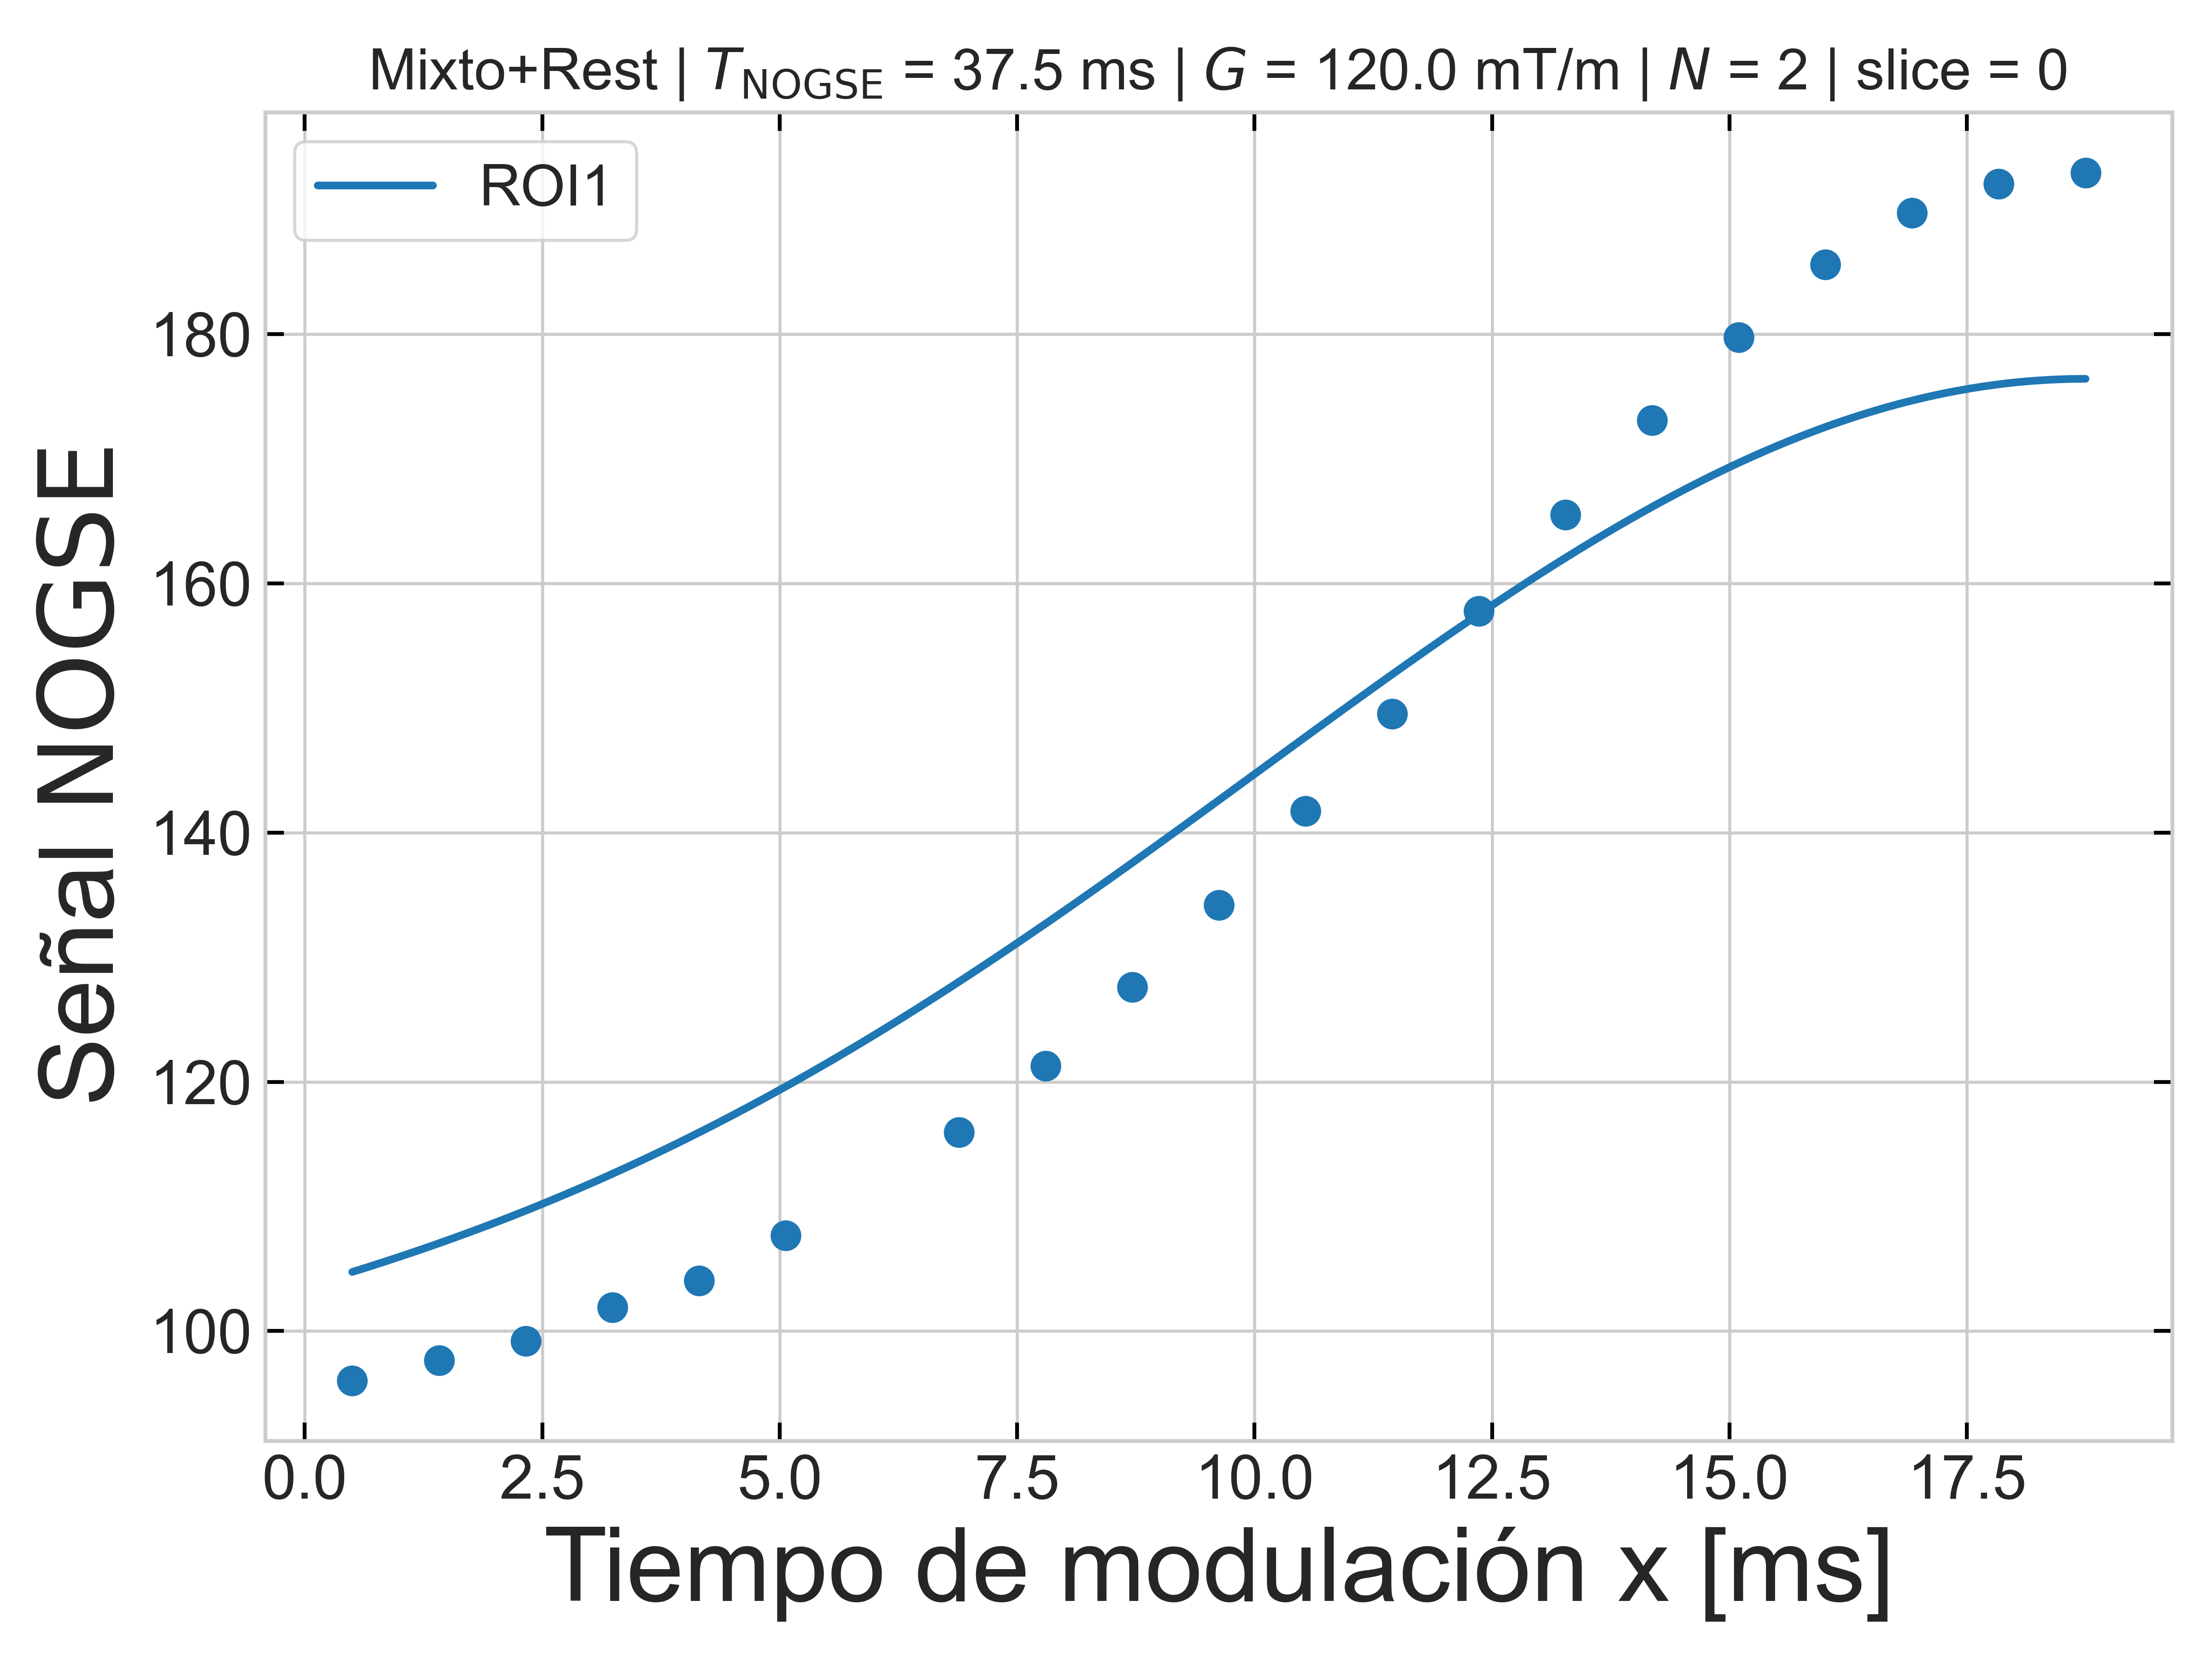 Mixto+Rest | T_NOGSE = 37.5 ms | G = 120.0 mT/m | N = 2 | slice = 0
ROI1
Señal NOGSE
180
160
140
120
100
0.0 2.5 5.0 7.5 10.0 12.5 15.0 17.5
Tiempo de modulación x [ms]